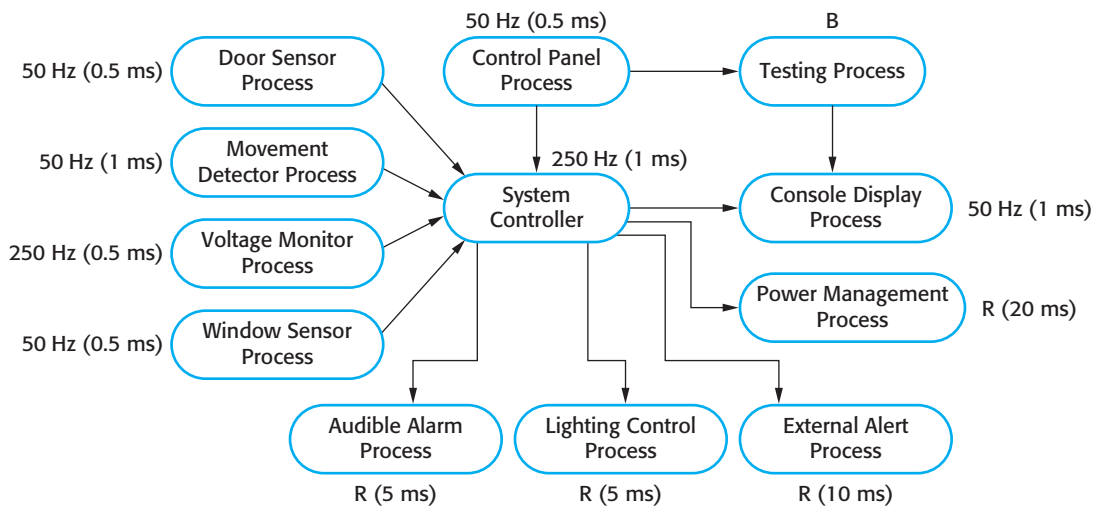 50 Hz (0.5 ms)
B
Door Sensor
Process
50 Hz (0.5 ms)
Control Panel
Process
Testing Process
Movement
Detector Process
50 Hz (1 ms)
250 Hz (1 ms)
System
Controller
Console Display
Process
50 Hz (1 ms)
Voltage Monitor
Process
250 Hz (0.5 ms)
Power Management
Process
R (20 ms)
Window Sensor
Process
50 Hz (0.5 ms)
Audible Alarm
Process
Lighting Control
Process
External Alert
Process
R (5 ms)
R (5 ms)
R (10 ms)